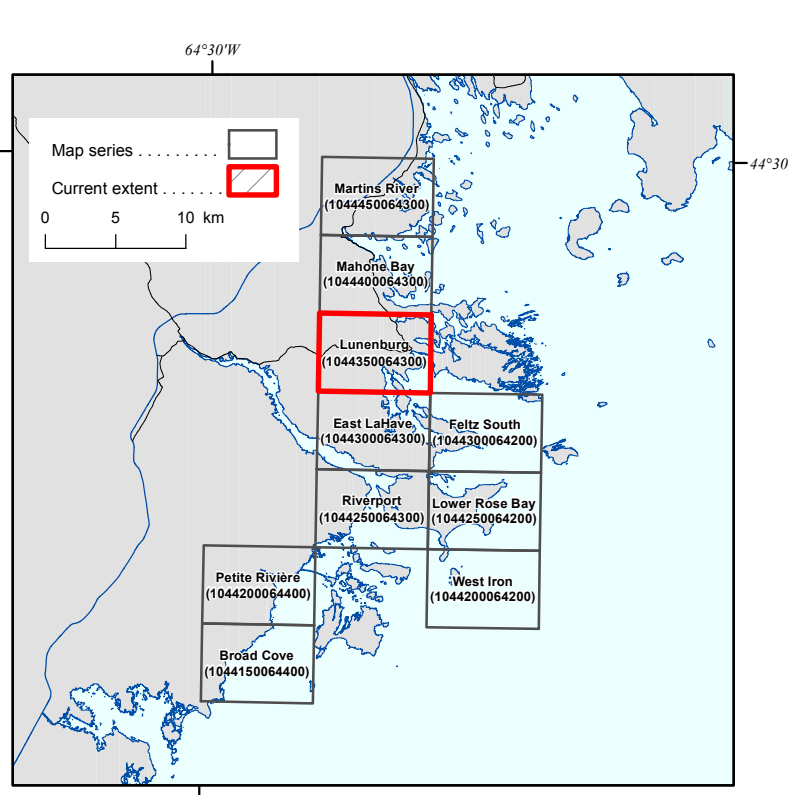 64°30'W
44°30
Map series . . . . . . . . .
Current extent . . . . . . .
0 5 10 km
Martins River
(1044450064300)
Mahone Bay
(1044400064300)
Lunenburg
(1044350064300)
East LaHave
(1044300064300)
Feltz South
(1044300064200)
Riverport
(1044250064300)
Lower Rose Bay
(1044250064200)
Petite Rivière
(1044200064400)
West Iron
(1044200064200)
Broad Cove
(1044150064400)